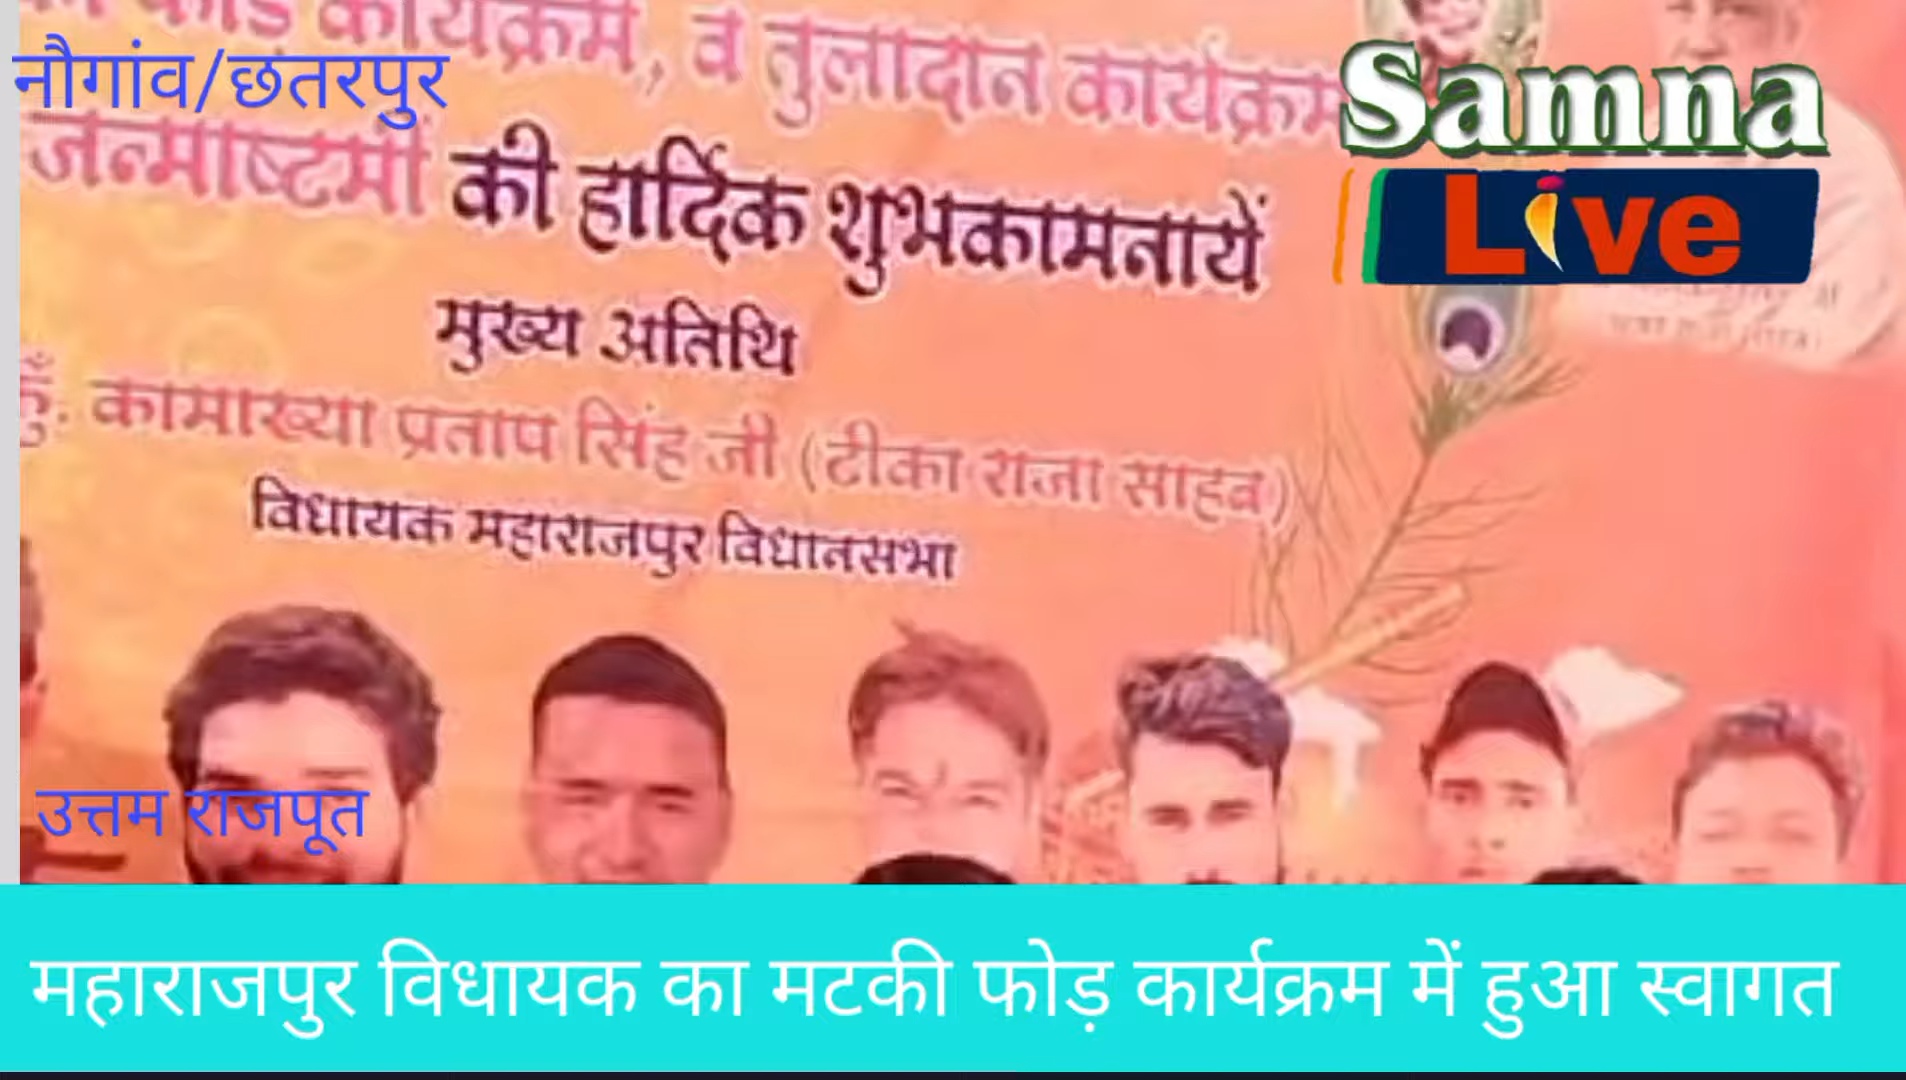 फोड़ कार्यक्रम, व तुलादान कार्यक्रम
नौगांव/छतरपुर
Samna
Live
जन्माष्टमी की हार्दिक शुभकामनायें
मुख्य अतिथि
कुँ. कामाख्या प्रताप सिंह जी (टीका राजा साहब)
विधायक महाराजपुर विधानसभा
उत्तम राजपूत
महाराजपुर विधायक का मटकी फोड़ कार्यक्रम में हुआ स्वागत